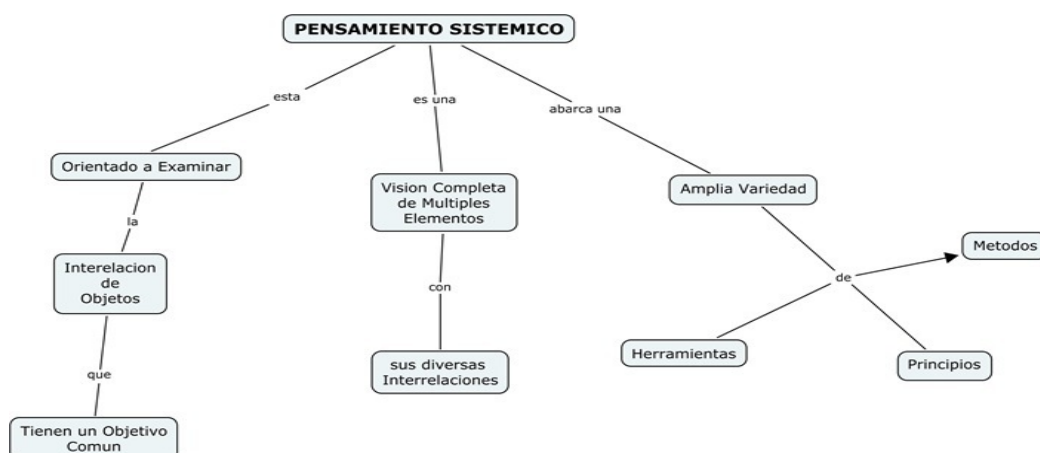 PENSAMIENTO SISTEMICO
esta
es una
abarca una
Orientado a Examinar
Vision Completa
de Multiples
Elementos
Amplia Variedad
la
Interelacion
de
Objetos
con
de
Metodos
Herramientas
Principios
sus diversas
Interrelaciones
que
Tienen un Objetivo
Comun